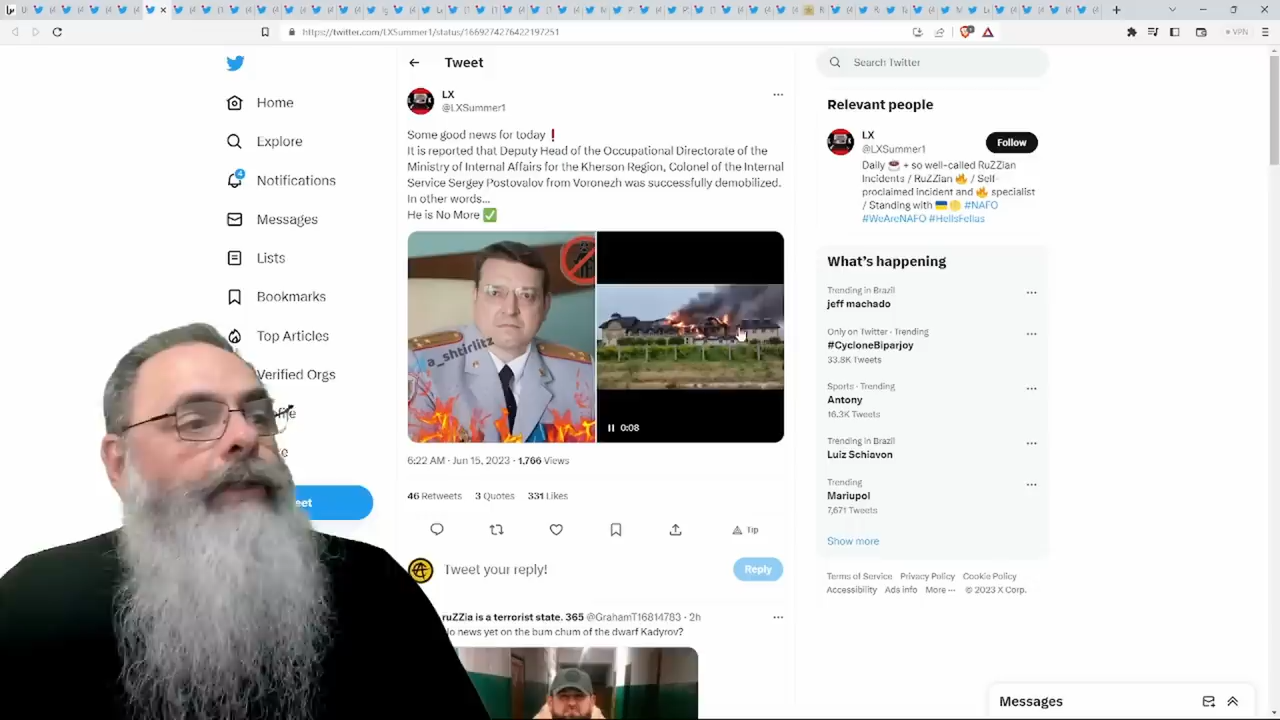 https://twitter.com/LXSummer1/status/1669274276422197251
VPN
Home
Explore
4
Notifications
Messages
Lists
Bookmarks
Top Articles
Verified Orgs
Tweet
LX
@LXSummer1
Some good news for today❗
It is reported that Deputy Head of the Occupational Directorate of the
Ministry of Internal Affairs for the Kherson Region, Colonel of the Internal
Service Sergey Postovalov from Voronezh was successfully demobilized.
In other words...
He is No More ✅
a_shtirlitz
0:08
6:22 AM · Jun 15, 2023 · 1,766 Views
46 Retweets 3 Quotes 331 Likes
Tip
Tweet your reply!
Reply
ruZZia is a terrorist state. 365 @GrahamT16814783 · 2h
news yet on the bum chum of the dwarf Kadyrov?
Search Twitter
Relevant people
LX
@LXSummer1
Follow
Daily ☕ + so well-called RuZZian
Incidents / RuZZian 🔥 / Self-
proclaimed incident and 🔥 specialist
/ Standing with 🇺🇦 #NAFO
#WeAreNAFO #HellsFellas
What's happening
Trending in Brazil
jeff machado
Only on Twitter · Trending
#CycloneBiparjoy
33.8K Tweets
Sports · Trending
Antony
16.3K Tweets
Trending in Brazil
Luiz Schiavon
Trending
Mariupol
7,671 Tweets
Show more
Terms of Service Privacy Policy Cookie Policy
Accessibility Ads info More ··· © 2023 X Corp.
Messages